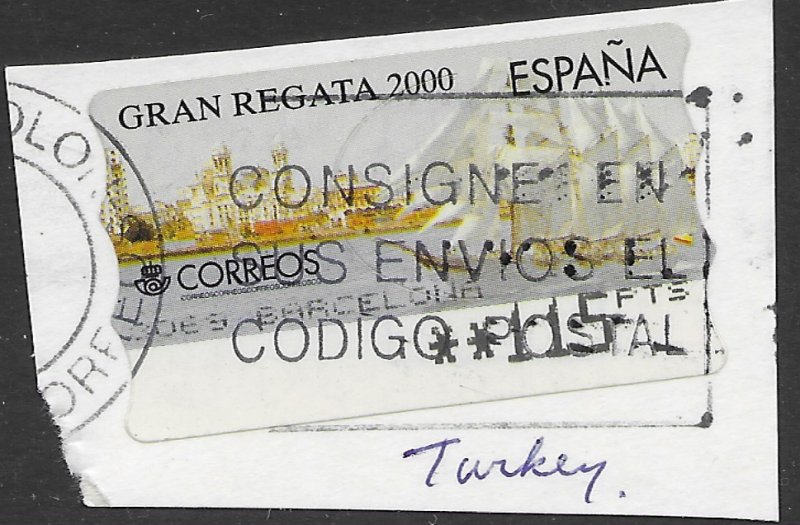 GRAN REGATA 2000 ESPAÑA
CONSIGNE EN
SUS ENVIOS EL
CORREOS
BARCELONA PTS
CODIGO POSTAL
Turkey.